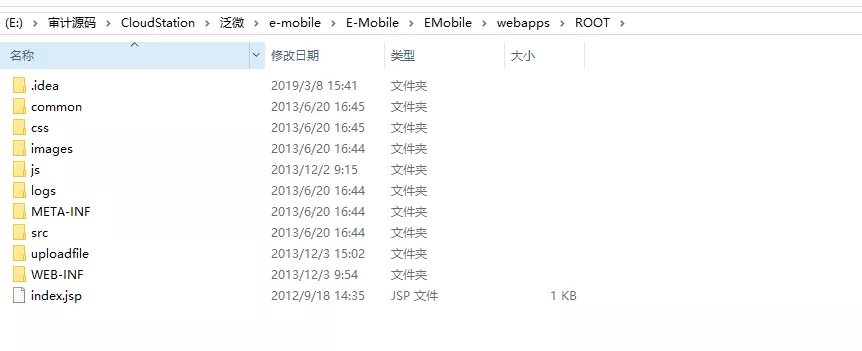 (E:) > 审计源码 > CloudStation > 泛微 > e-mobile > E-Mobile > EMobile > webapps > ROOT >
名称 修改日期 类型 大小
.idea 2019/3/8 15:41 文件夹
common 2013/6/20 16:45 文件夹
css 2013/6/20 16:45 文件夹
images 2013/6/20 16:44 文件夹
js 2013/12/2 9:15 文件夹
logs 2013/6/20 16:44 文件夹
META-INF 2013/6/20 16:44 文件夹
src 2013/6/20 16:44 文件夹
uploadfile 2013/12/3 15:02 文件夹
WEB-INF 2013/12/3 9:54 文件夹
index.jsp 2012/9/18 14:35 JSP 文件 1 KB